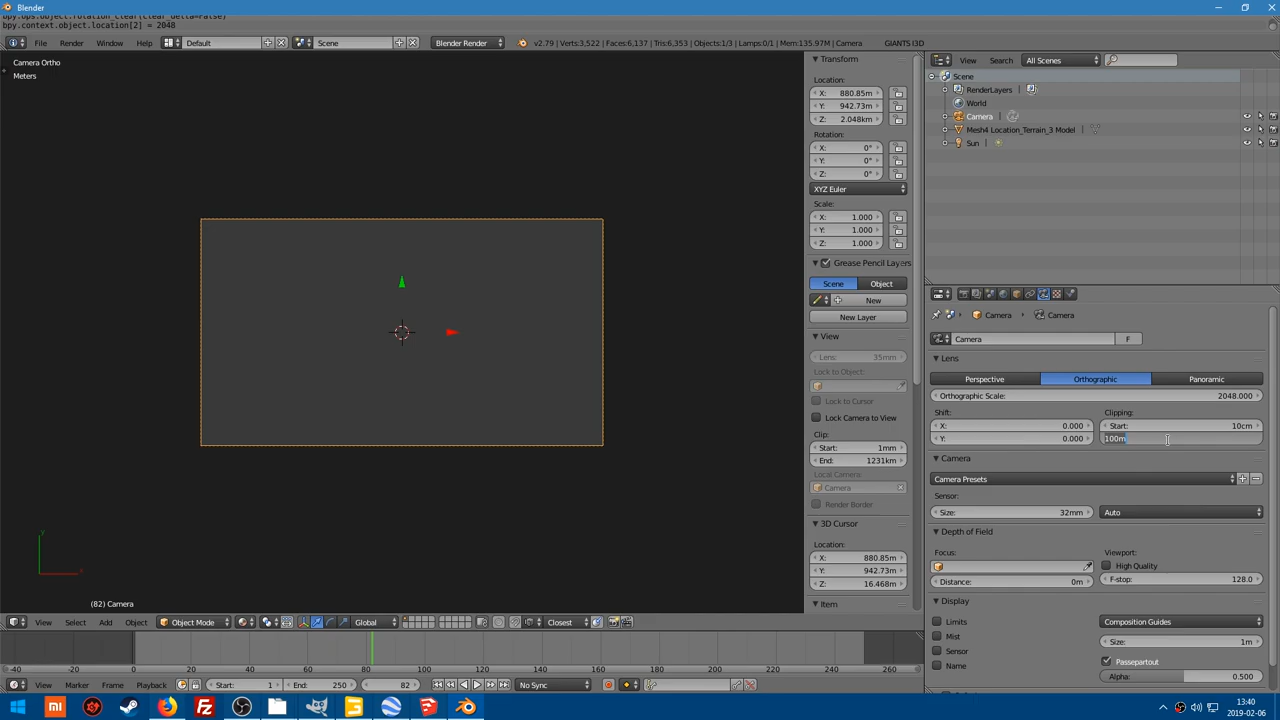 Blender
bpy.ops.object.rotation_clear(clear_delta=False)
bpy.context.object.location[2] = 2048
File Render Window Help Default Scene Blender Render v2.79 | Verts:3,522 | Faces:6,137 | Tris:6,353 | Objects:1/3 | Lamps:0/1 | Mem:135.97M | Camera GIANTS I3D
Camera Ortho
Meters
(82) Camera
Transform
Location:
X: 880.85m
Y: 942.73m
Z: 2.048km
Rotation:
X: 0°
Y: 0°
Z: 0°
XYZ Euler
Scale:
X: 1.000
Y: 1.000
Z: 1.000
Grease Pencil Layers
Scene Object
New
New Layer
View
Lens: 35mm
Lock to Object:
Lock to Cursor
Lock Camera to View
Clip:
Start: 1mm
End: 1231km
Local Camera:
Camera
Render Border
3D Cursor
Location:
X: 880.85m
Y: 942.73m
Z: 16.468m
Item
View Search All Scenes
Scene
RenderLayers
World
Camera
Mesh4 Location_Terrain_3 Model
Sun
Camera Camera
Camera F
Lens
Perspective Orthographic Panoramic
Orthographic Scale: 2048.000
Shift: Clipping:
X: 0.000 Start: 10cm
Y: 0.000 100m
Camera
Camera Presets
Sensor:
Size: 32mm Auto
Depth of Field
Focus: Viewport:
High Quality
Distance: 0m F-stop: 128.0
Display
Limits Composition Guides
Mist Size: 1m
Sensor Passepartout
Name Alpha: 0.500
View Select Add Object Object Mode Global Closest
-40 -20 0 20 40 60 80 100 120 140 160 180 200 220 240 260
View Marker Frame Playback Start: 1 End: 250 82 No Sync
13:40
2019-02-06